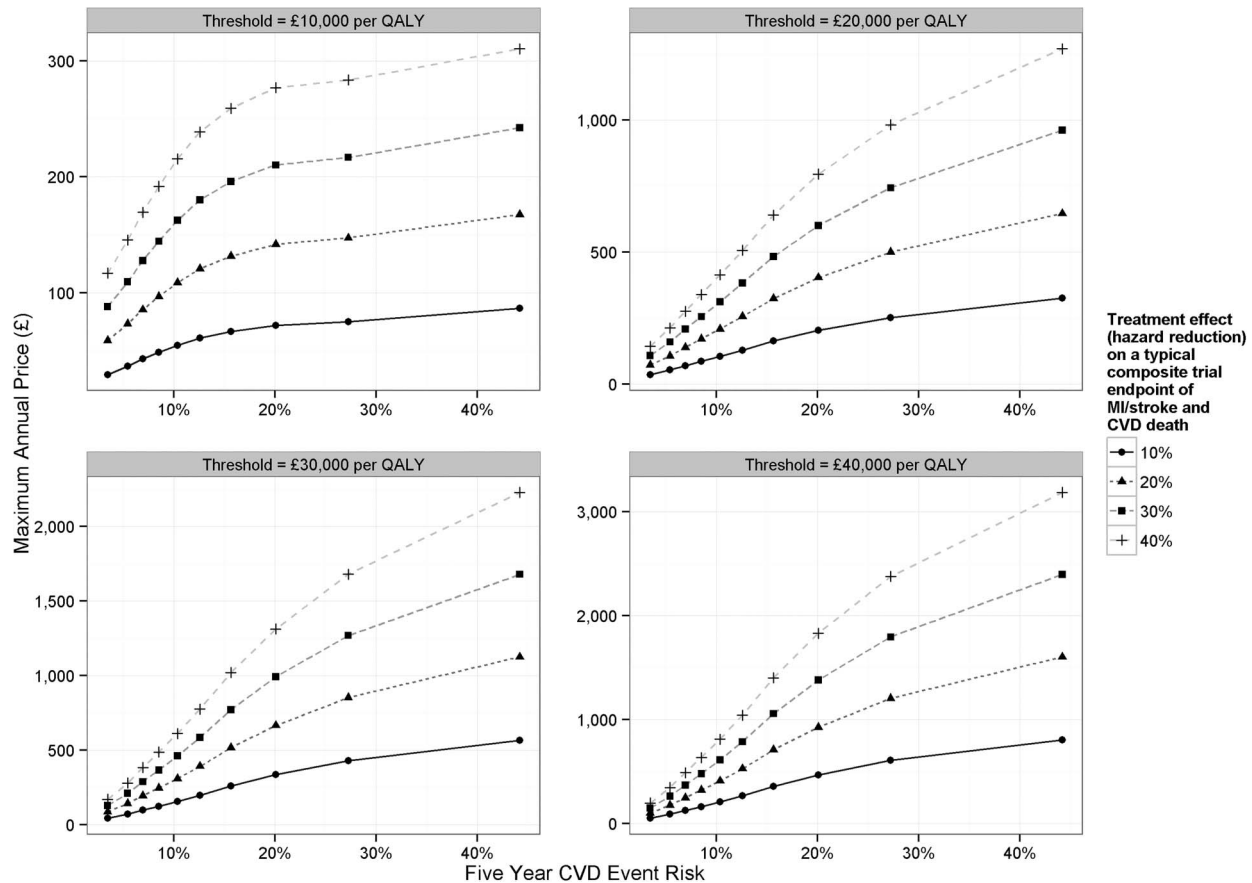 Threshold = £10,000 per QALY
Threshold = £20,000 per QALY
300
200
100
10%
20%
30%
40%
1,000
500
0
10%
20%
30%
40%
Maximum Annual Price (£)
Threshold = £30,000 per QALY
Threshold = £40,000 per QALY
2,000
1,500
1,000
500
0
10%
20%
30%
40%
3,000
2,000
1,000
0
10%
20%
30%
40%
Five Year CVD Event Risk
Treatment effect
(hazard reduction)
on a typical
composite trial
endpoint of
MI/stroke and
CVD death
10%
20%
30%
40%